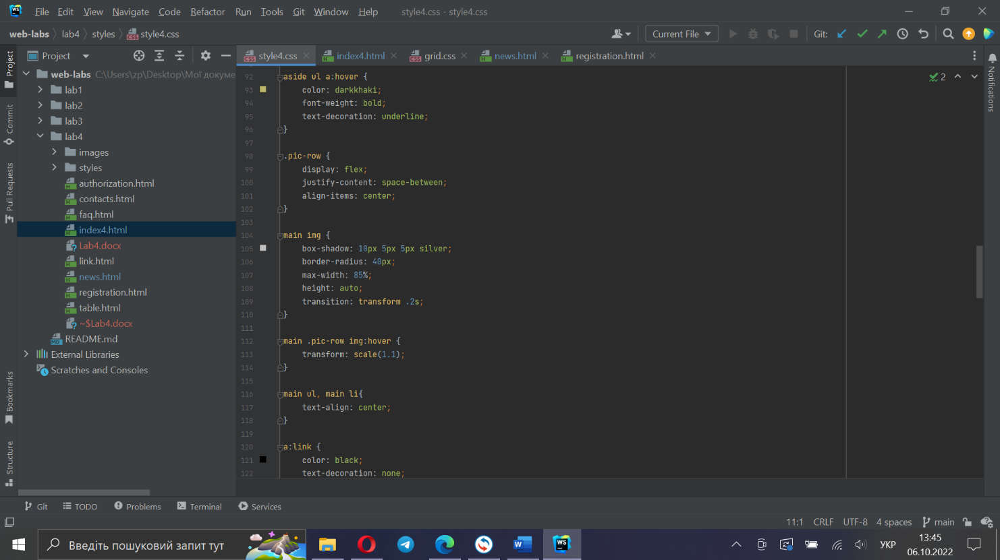 File Edit View Navigate Code Refactor Run Tools Git Window Help style4.css - style4.css
web-labs lab4 styles style4.css Current File Git:
Project style4.css index4.html grid.css news.html registration.html
web-labs C:\Users\zp\Desktop\Мої докуме
lab1
lab2
lab3
lab4
images
styles
authorization.html
contacts.html
faq.html
index4.html
Lab4.docx
link.html
news.html
registration.html
table.html
~$Lab4.docx
README.md
External Libraries
Scratches and Consoles
Project
Commit
Pull Requests
Bookmarks
Structure
92 aside ul a:hover {
93 color: darkkhaki;
94 font-weight: bold;
95 text-decoration: underline;
96 }
97
98 .pic-row {
99 display: flex;
100 justify-content: space-between;
101 align-items: center;
102 }
103
104 main img {
105 box-shadow: 10px 5px 5px silver;
106 border-radius: 40px;
107 max-width: 85%;
108 height: auto;
109 transition: transform .2s;
110 }
111
112 main .pic-row img:hover {
113 transform: scale(1.1);
114 }
115
116 main ul, main li{
117 text-align: center;
118 }
119
120 a:link {
121 color: black;
122 text-decoration: none;
2
Notifications
Git TODO Problems Terminal Services
11:1 CRLF UTF-8 4 spaces main
Введіть пошуковий запит тут
УКР
13:45
06.10.2022